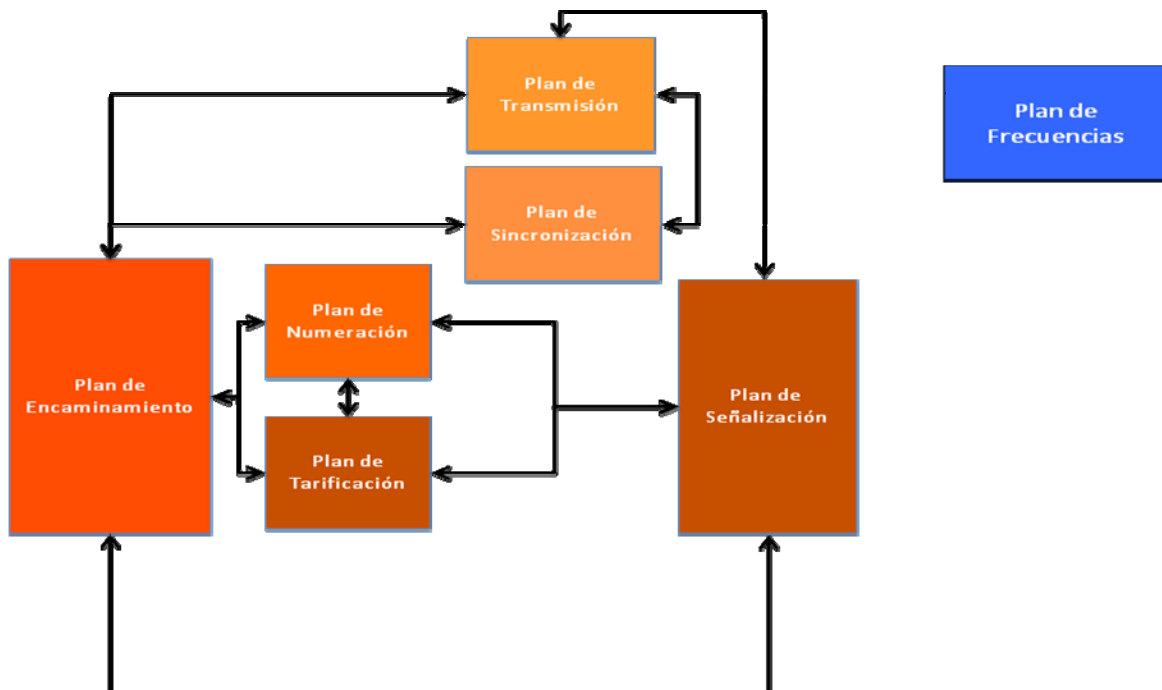 Plan de
Transmisión
Plan de
Frecuencias
Plan de
Sincronización
Plan de
Numeración
Plan de
Encaminamiento
Plan de
Señalización
Plan de
Tarificación